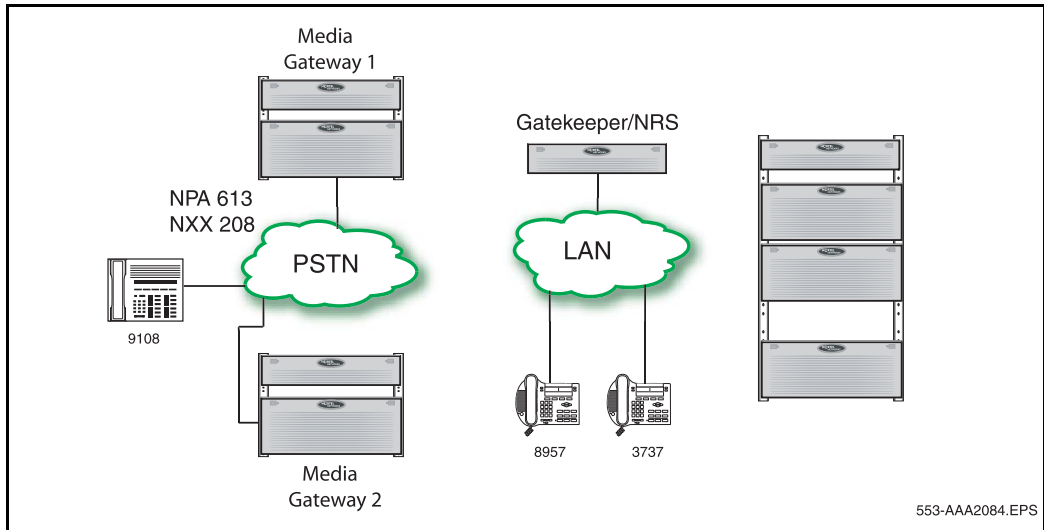 Media
Gateway 1
Gatekeeper/NRS
NPA 613
NXX 208
PSTN
LAN
9108
8957
3737
Media
Gateway 2
553-AAA2084.EPS